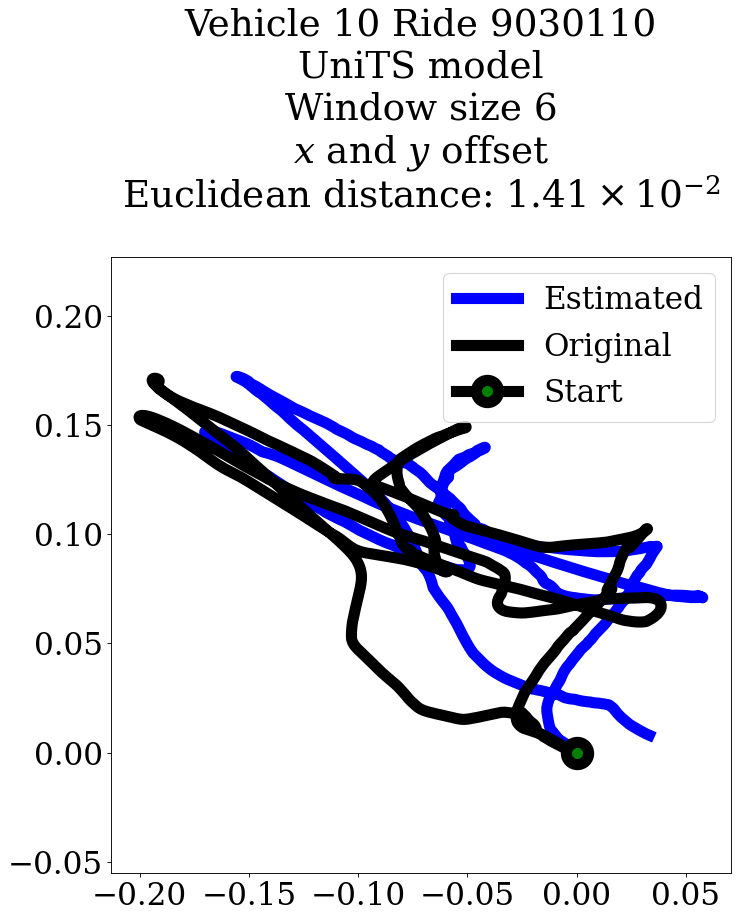 Vehicle 10 Ride 9030110
UniTS model
Window size 6
x and y offset
Euclidean distance: 1.41 × 10⁻²
Estimated
Original
Start
0.20
0.15
0.10
0.05
0.00
−0.05
−0.20 −0.15 −0.10 −0.05 0.00 0.05